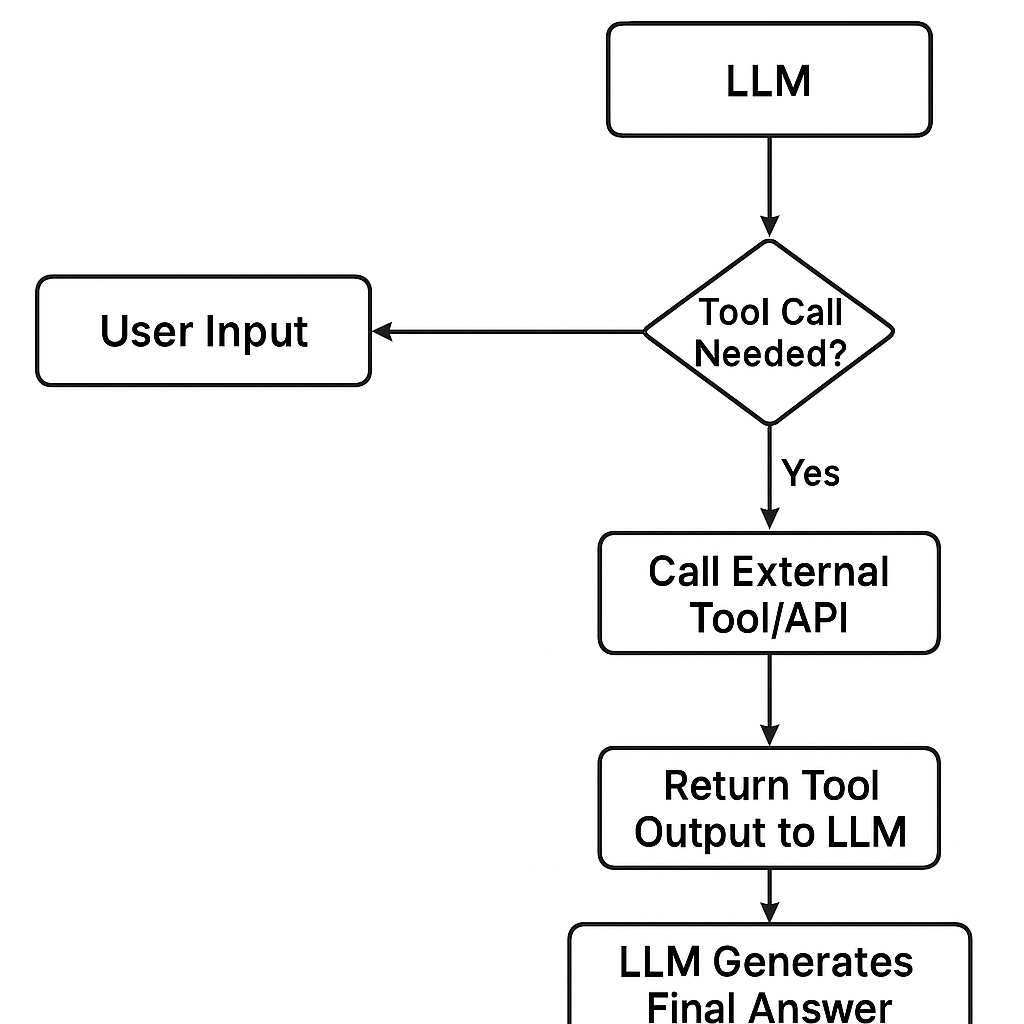 LLM
Tool Call
Needed?
User Input
Yes
Call External
Tool/API
Return Tool
Output to LLM
LLM Generates
Final Answer